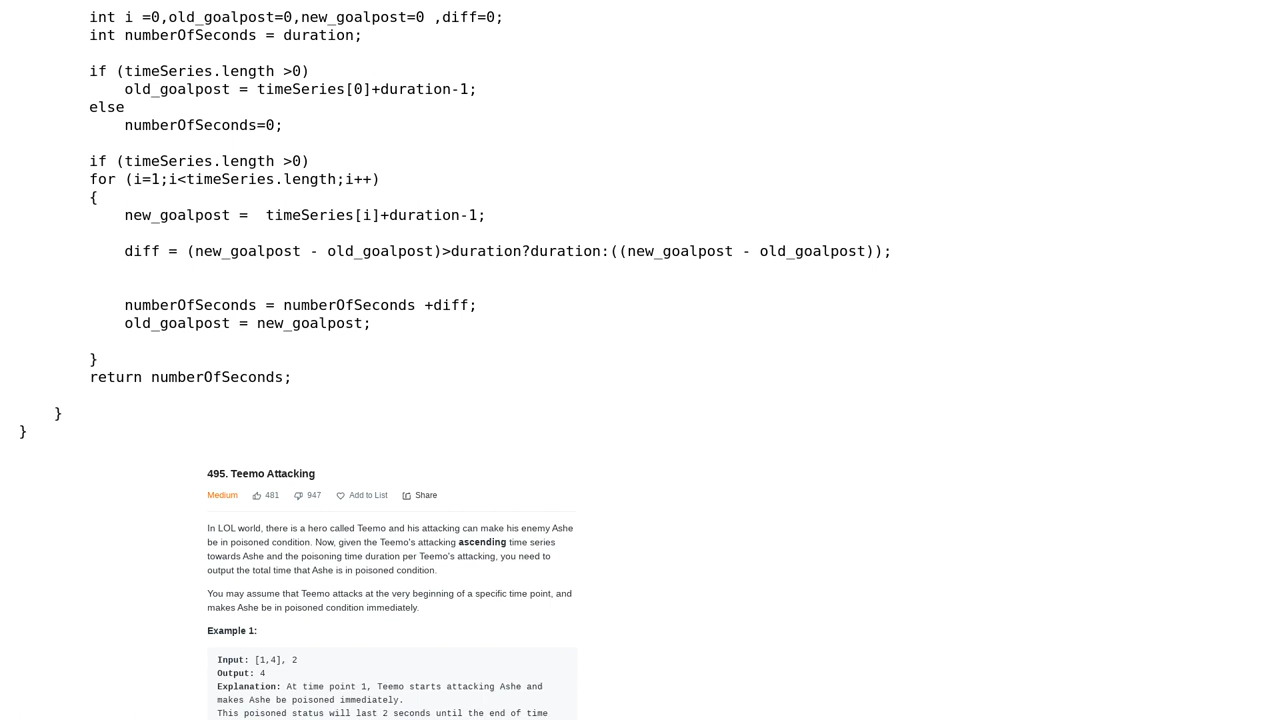 int i =0,old_goalpost=0,new_goalpost=0 ,diff=0;
int numberOfSeconds = duration;
if (timeSeries.length >0)
old_goalpost = timeSeries[0]+duration-1;
else
numberOfSeconds=0;
if (timeSeries.length >0)
for (i=1;i<timeSeries.length;i++)
{
new_goalpost =  timeSeries[i]+duration-1;
diff = (new_goalpost - old_goalpost)>duration?duration:((new_goalpost - old_goalpost));
numberOfSeconds = numberOfSeconds +diff;
old_goalpost = new_goalpost;
}
return numberOfSeconds;
}
}
495. Teemo Attacking
Medium 481 947 Add to List Share
In LOL world, there is a hero called Teemo and his attacking can make his enemy Ashe
be in poisoned condition. Now, given the Teemo's attacking ascending time series
towards Ashe and the poisoning time duration per Teemo's attacking, you need to
output the total time that Ashe is in poisoned condition.
You may assume that Teemo attacks at the very beginning of a specific time point, and
makes Ashe be in poisoned condition immediately.
Example 1:
Input: [1,4], 2
Output: 4
Explanation: At time point 1, Teemo starts attacking Ashe and
makes Ashe be poisoned immediately.
This poisoned status will last 2 seconds until the end of time